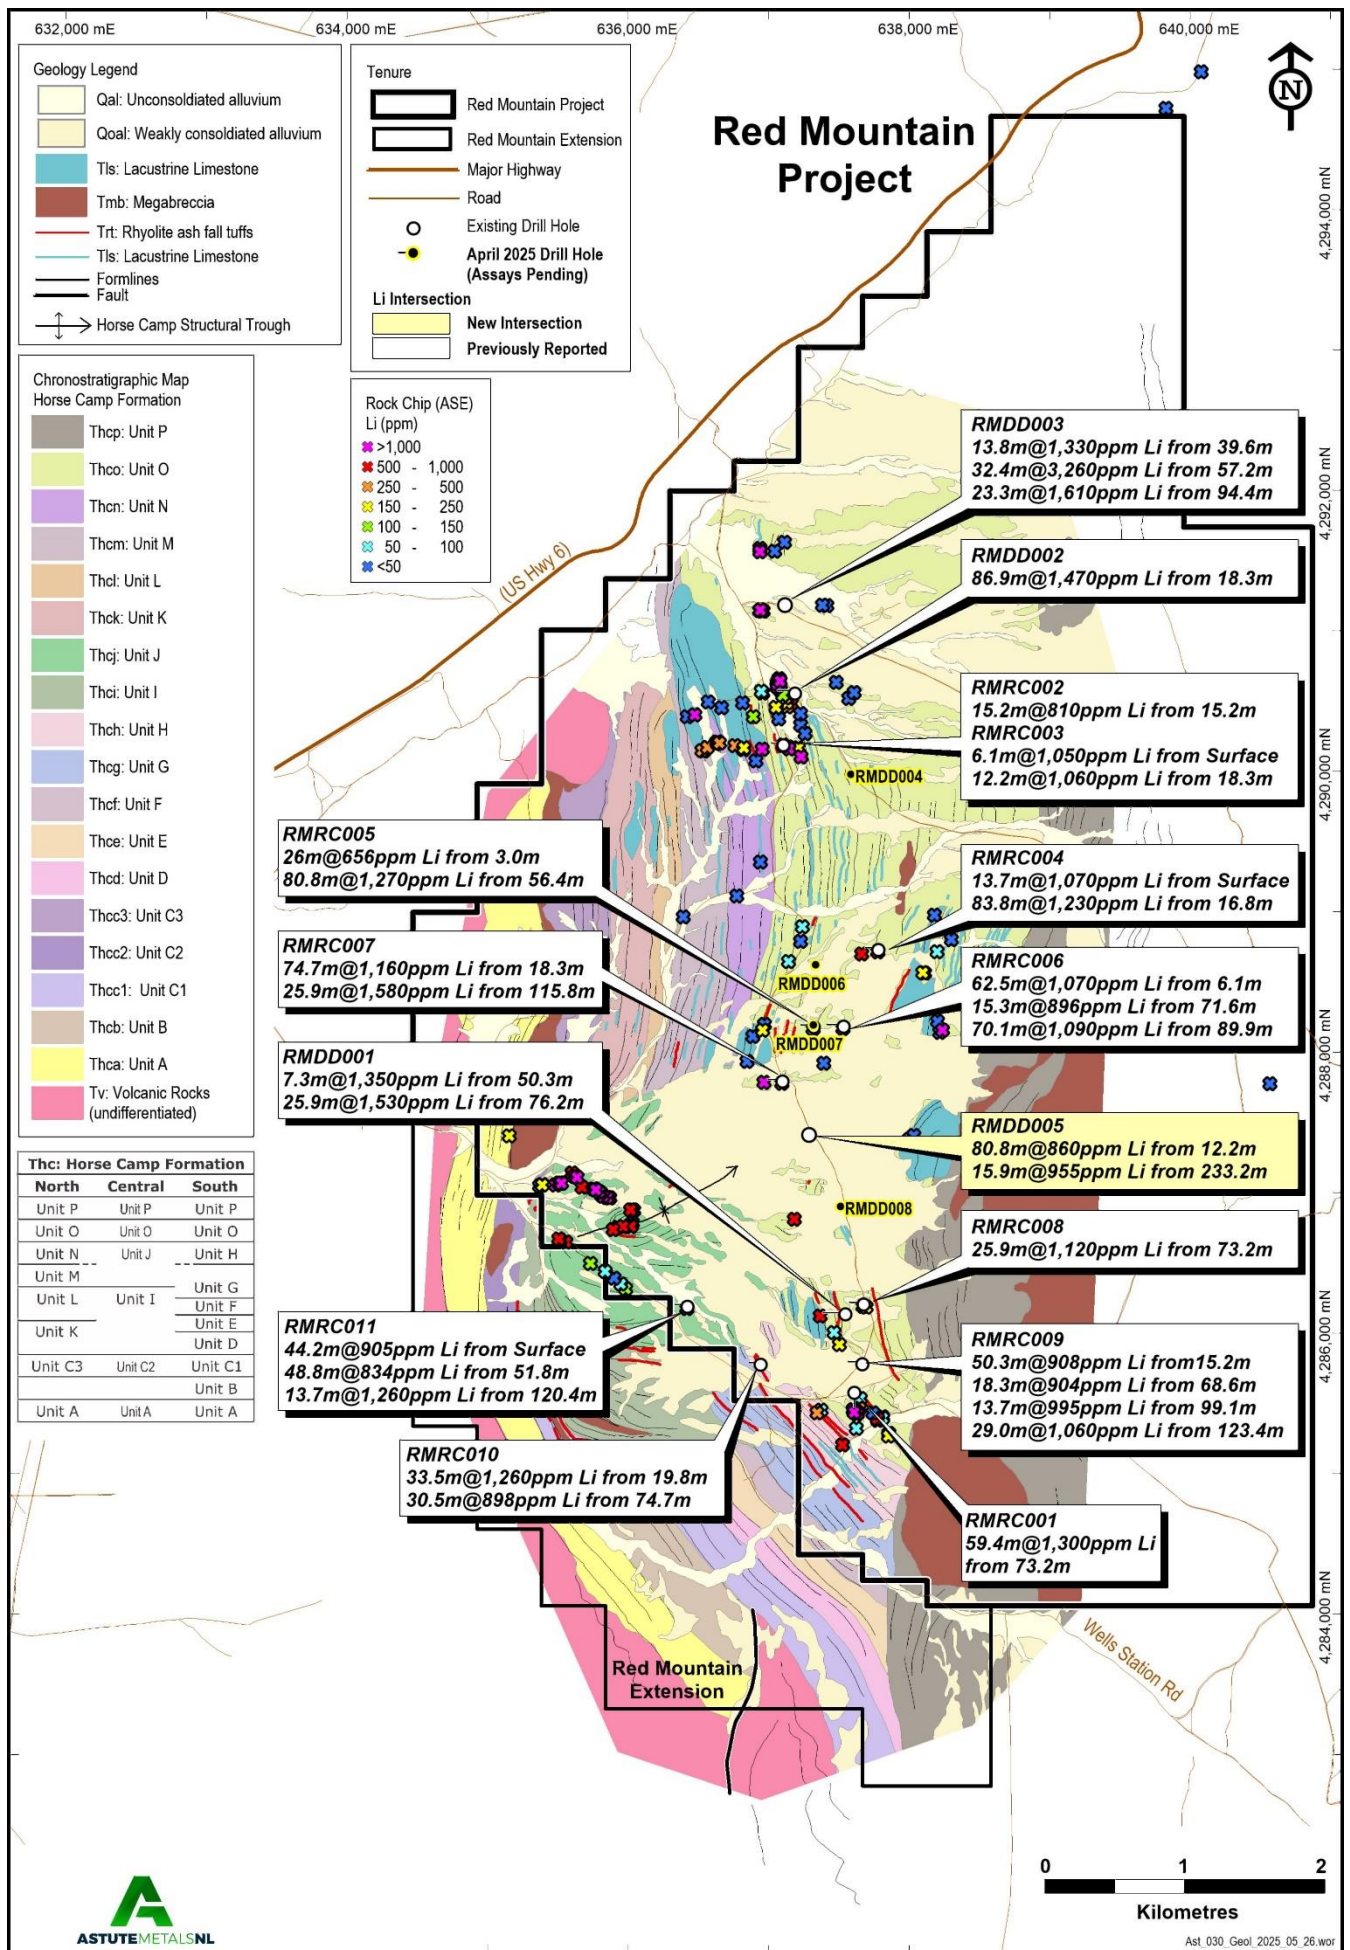 632,000 mE
634,000 mE
636,000 mE
638,000 mE
640,000 mE
Geology Legend
Qal: Unconsoldiated alluvium
Qoal: Weakly consoldiated alluvium
Tls: Lacustrine Limestone
Tmb: Megabreccia
Trt: Rhyolite ash fall tuffs
Tls: Lacustrine Limestone
Formlines
Fault
Horse Camp Structural Trough
Tenure
Red Mountain Project
Red Mountain Extension
Major Highway
Road
Existing Drill Hole
April 2025 Drill Hole
(Assays Pending)
Li Intersection
New Intersection
Previously Reported
Rock Chip (ASE)
Li (ppm)
>1,000
500 - 1,000
250 - 500
150 - 250
100 - 150
50 - 100
<50
Chronostratigraphic Map
Horse Camp Formation
Thcp: Unit P
Thco: Unit O
Thcn: Unit N
Thcm: Unit M
Thcl: Unit L
Thck: Unit K
Thcj: Unit J
Thci: Unit I
Thch: Unit H
Thcg: Unit G
Thcf: Unit F
Thce: Unit E
Thcd: Unit D
Thcc3: Unit C3
Thcc2: Unit C2
Thcc1: Unit C1
Thcb: Unit B
Thca: Unit A
Tv: Volcanic Rocks
(undifferentiated)
Thc: Horse Camp Formation
North Central South
Unit P Unit P Unit P
Unit O Unit O Unit O
Unit N Unit J Unit H
Unit M
Unit G
Unit L Unit I
Unit F
Unit E
Unit K
Unit D
Unit C3 Unit C2 Unit C1
Unit B
Unit A Unit A Unit A
N
Red Mountain
Project
4,294,000 mN
4,292,000 mN
4,290,000 mN
4,288,000 mN
4,286,000 mN
4,284,000 mN
(US Hwy 6)
RMDD003
13.8m@1,330ppm Li from 39.6m
32.4m@3,260ppm Li from 57.2m
23.3m@1,610ppm Li from 94.4m
RMDD002
86.9m@1,470ppm Li from 18.3m
RMRC002
15.2m@810ppm Li from 15.2m
RMRC003
6.1m@1,050ppm Li from Surface
12.2m@1,060ppm Li from 18.3m
RMDD004
RMRC005
26m@656ppm Li from 3.0m
80.8m@1,270ppm Li from 56.4m
RMRC004
13.7m@1,070ppm Li from Surface
83.8m@1,230ppm Li from 16.8m
RMRC007
74.7m@1,160ppm Li from 18.3m
25.9m@1,580ppm Li from 115.8m
RMRC006
62.5m@1,070ppm Li from 6.1m
15.3m@896ppm Li from 71.6m
70.1m@1,090ppm Li from 89.9m
RMDD006
RMDD007
RMDD001
7.3m@1,350ppm Li from 50.3m
25.9m@1,530ppm Li from 76.2m
RMDD005
80.8m@860ppm Li from 12.2m
15.9m@955ppm Li from 233.2m
RMDD008
RMRC008
25.9m@1,120ppm Li from 73.2m
RMRC011
44.2m@905ppm Li from Surface
48.8m@834ppm Li from 51.8m
13.7m@1,260ppm Li from 120.4m
RMRC009
50.3m@908ppm Li from15.2m
18.3m@904ppm Li from 68.6m
13.7m@995ppm Li from 99.1m
29.0m@1,060ppm Li from 123.4m
RMRC010
33.5m@1,260ppm Li from 19.8m
30.5m@898ppm Li from 74.7m
RMRC001
59.4m@1,300ppm Li
from 73.2m
Wells Station Rd
Red Mountain
Extension
0 1 2
Kilometres
ASTUTEMETALSNL
Ast_030_Geol_2025_05_26.wor